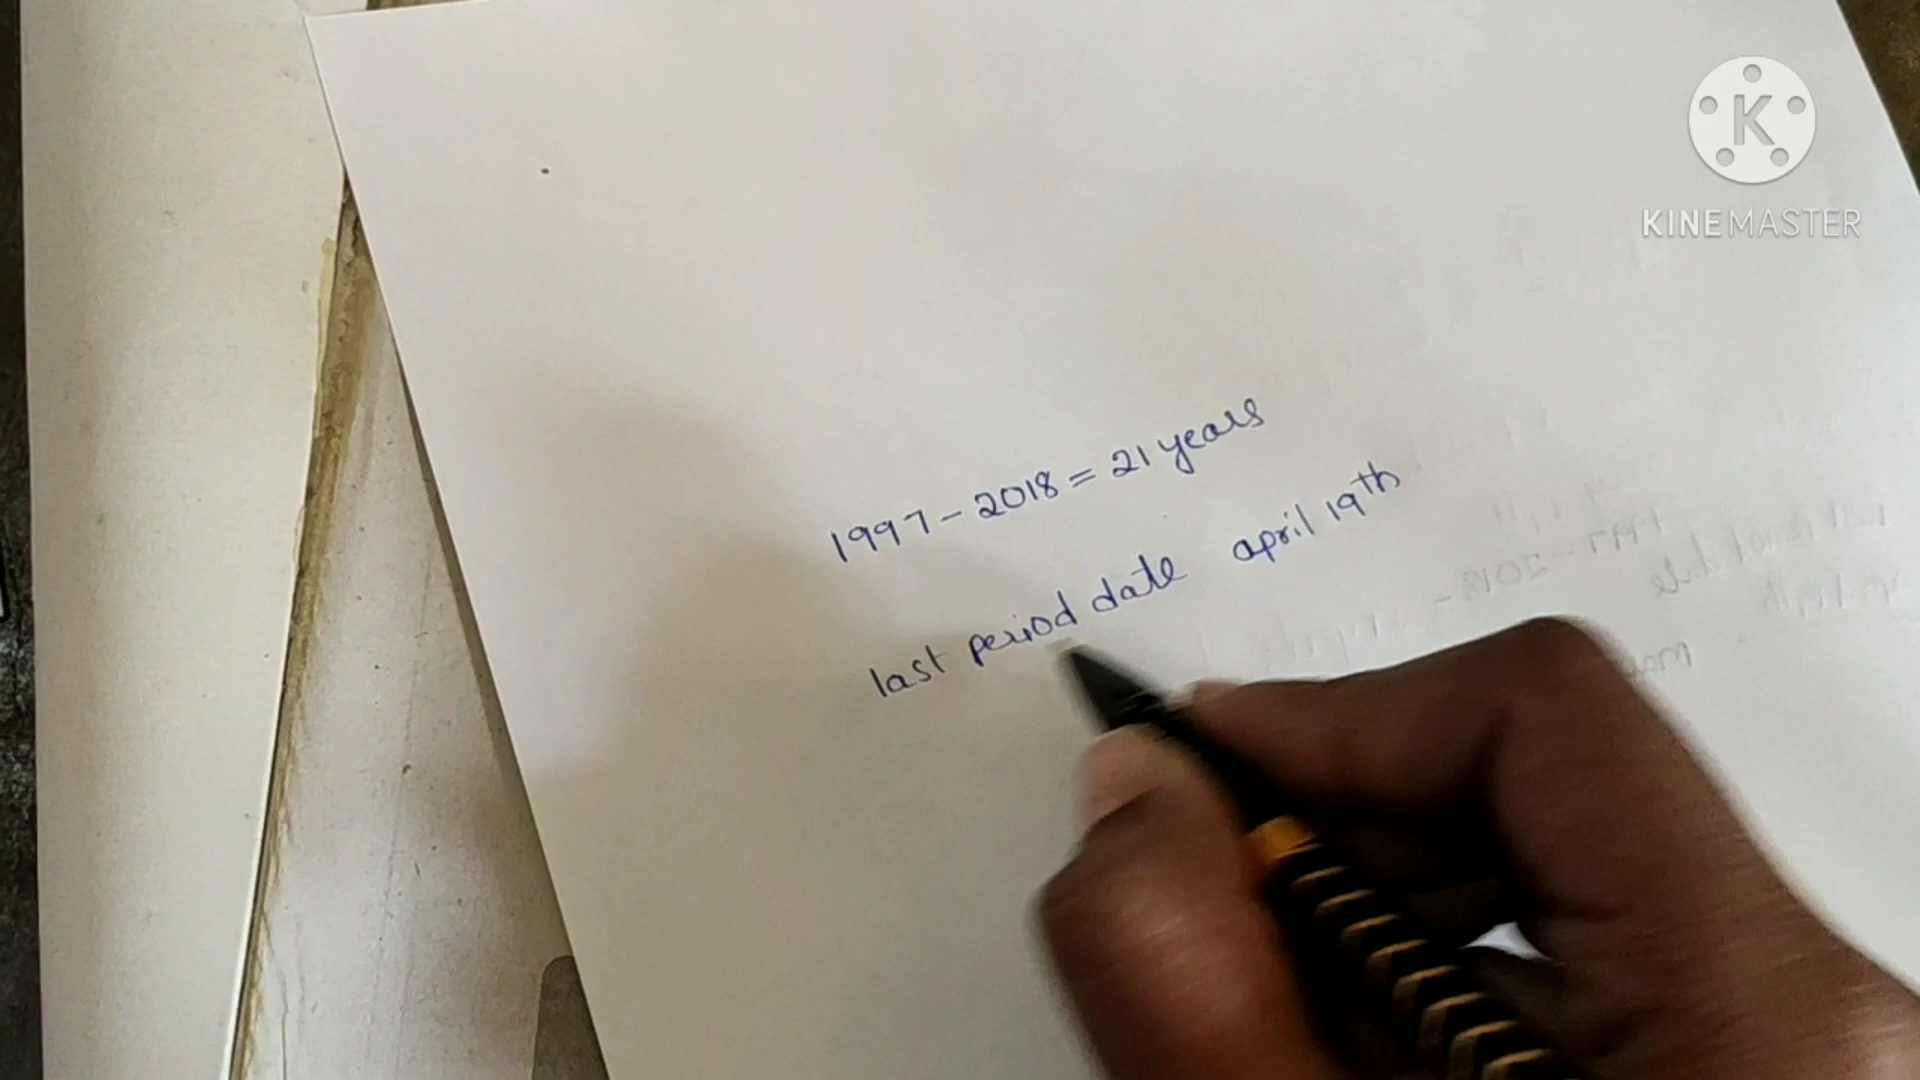 K
KINEMASTER
1997 - 2018 = 21 years
last period date april 19th